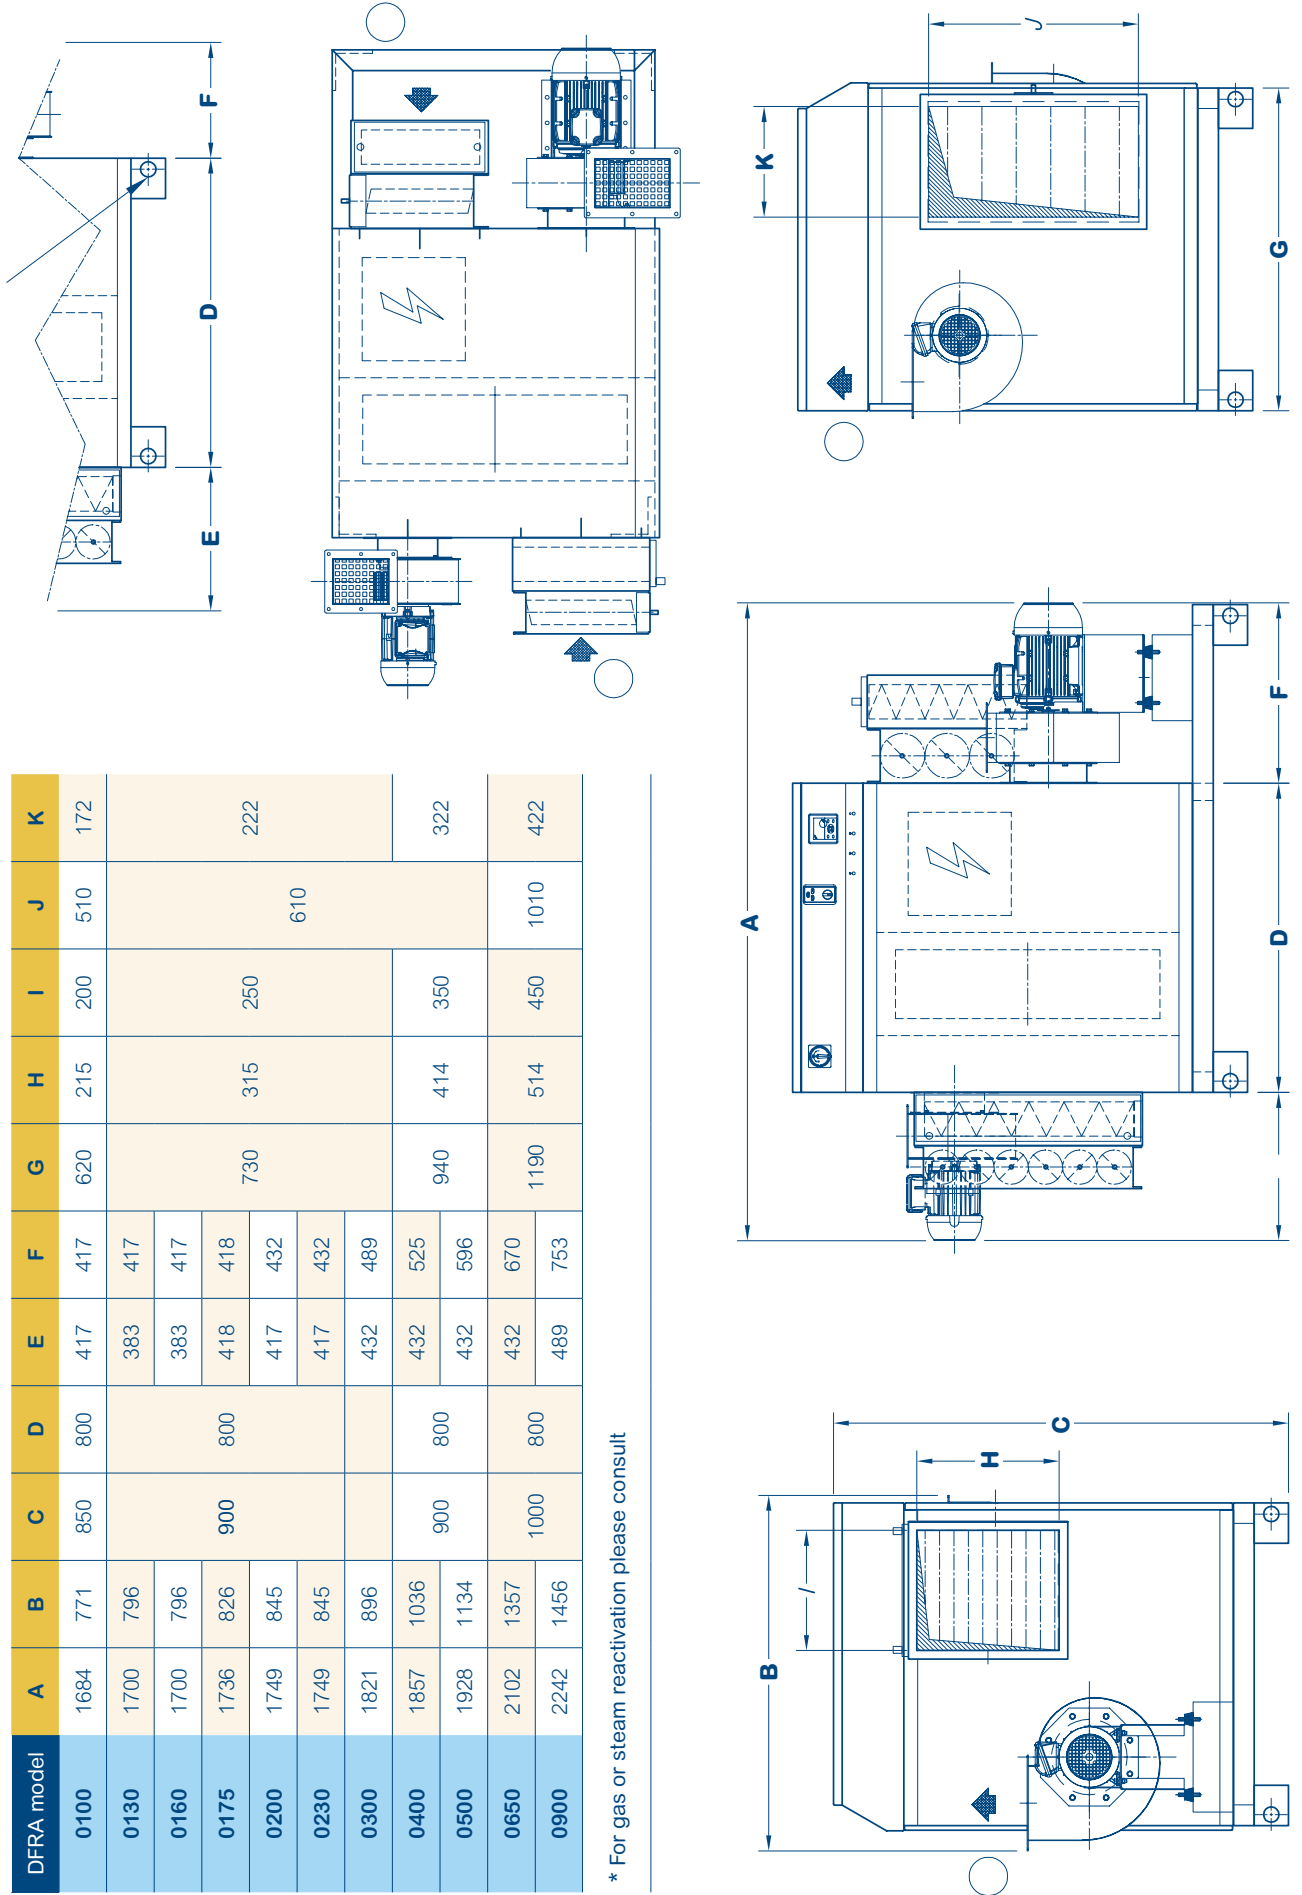 DFRA model A B C D E F G H I J K
0100 1684 771 850 800 417 417 620 215 200 510 172
0130 1700 796 383 417
0160 1700 796 383 417
0175 1736 826 900 800 418 418 730 315 250 222
0200 1749 845 417 432 610
0230 1749 845 417 432
0300 1821 896 432 489
0400 1857 1036 900 800 432 525 940 414 350 322
0500 1928 1134 432 596
0650 2102 1357 1000 800 432 670 1190 514 450 1010 422
0900 2242 1456 489 753
* For gas or steam reactivation please consult
E D F
B
I
H
C
A
D F
K
J
G